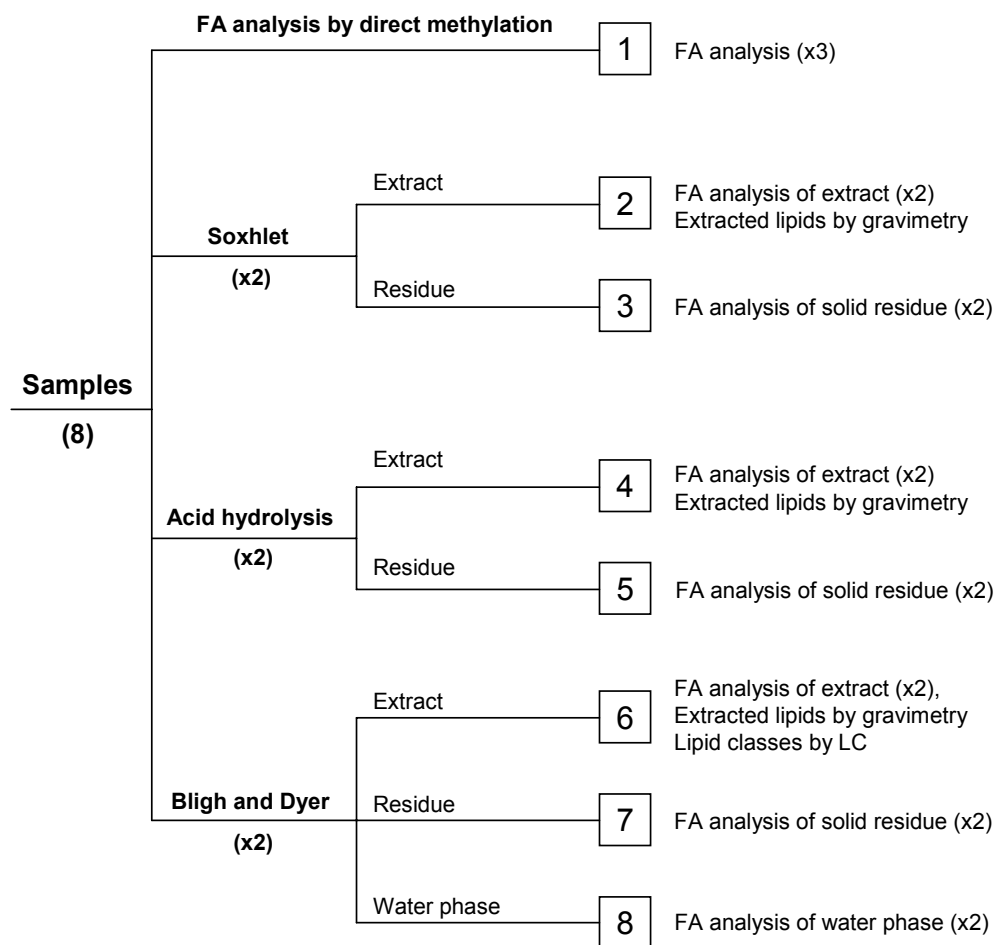 FA analysis by direct methylation
1
FA analysis (x3)
Extract
2
FA analysis of extract (x2)
Extracted lipids by gravimetry
Soxhlet
(x2)
Residue
3
FA analysis of solid residue (x2)
Samples
(8)
Extract
4
FA analysis of extract (x2)
Extracted lipids by gravimetry
Acid hydrolysis
(x2)
Residue
5
FA analysis of solid residue (x2)
Extract
6
FA analysis of extract (x2),
Extracted lipids by gravimetry
Lipid classes by LC
Bligh and Dyer
(x2)
Residue
7
FA analysis of solid residue (x2)
Water phase
8
FA analysis of water phase (x2)